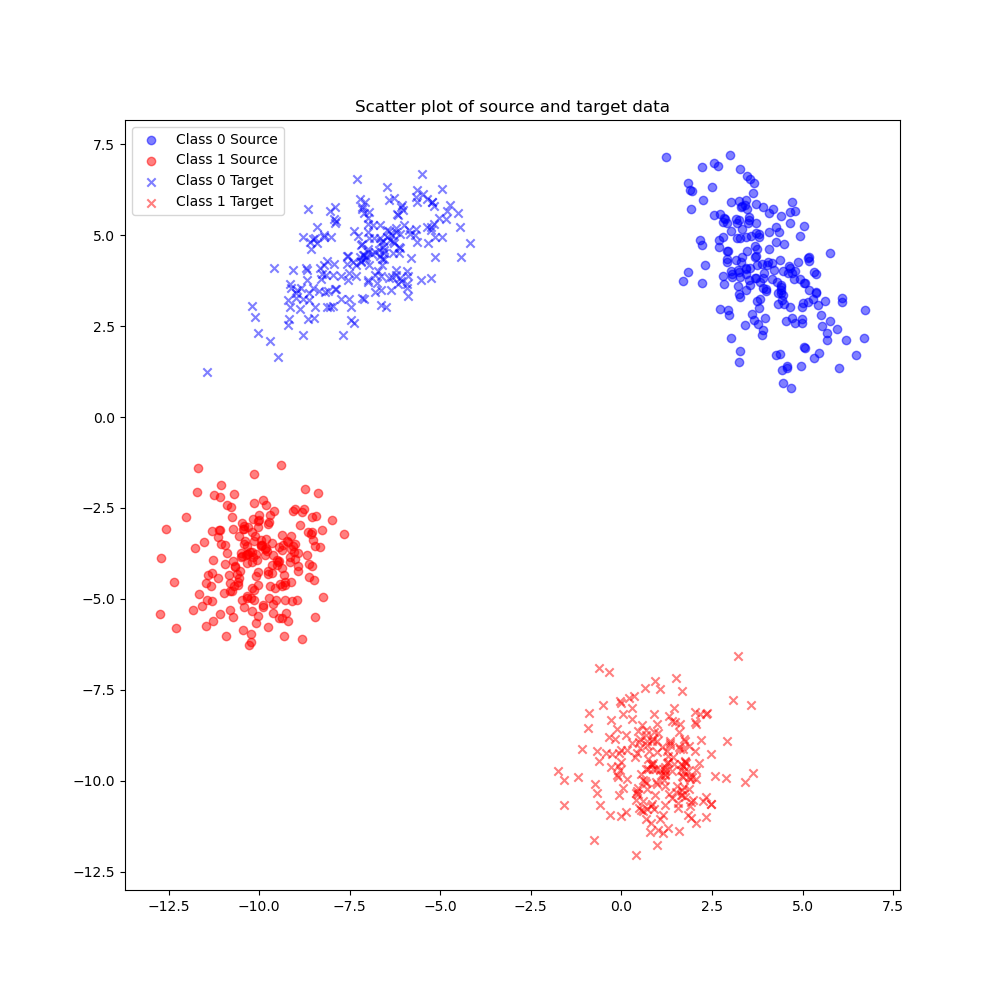 Scatter plot of source and target data
Class 0 Source
Class 1 Source
Class 0 Target
Class 1 Target
7.5
5.0
2.5
0.0
−2.5
−5.0
−7.5
−10.0
−12.5
−12.5 −10.0 −7.5 −5.0 −2.5 0.0 2.5 5.0 7.5